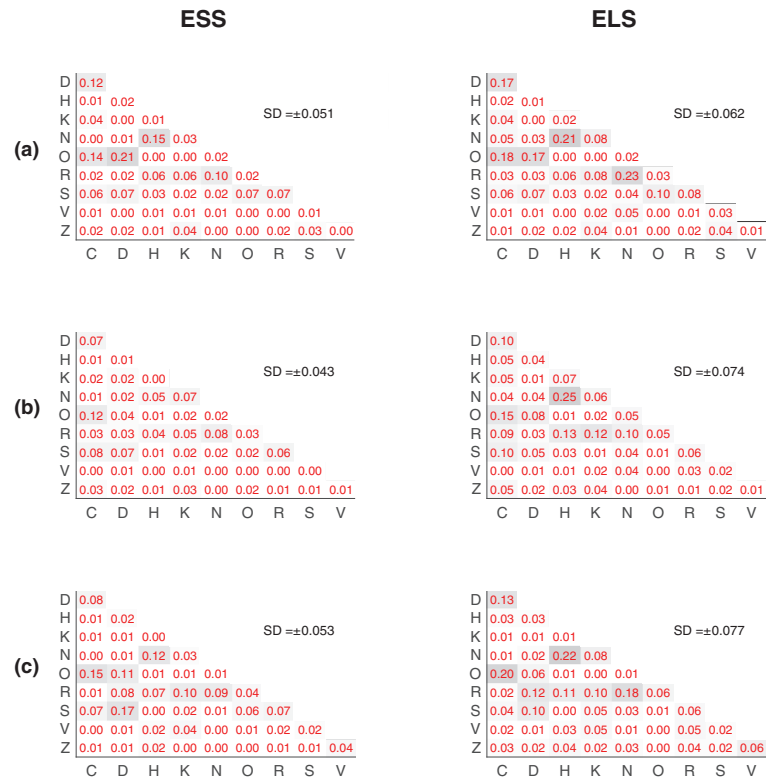 ESS ELS
(a)
D 0.12
H 0.01 0.02
K 0.04 0.00 0.01
N 0.00 0.01 0.15 0.03
O 0.14 0.21 0.00 0.00 0.02
R 0.02 0.02 0.06 0.06 0.10 0.02
S 0.06 0.07 0.03 0.02 0.02 0.07 0.07
V 0.01 0.00 0.01 0.01 0.01 0.00 0.00 0.01
Z 0.02 0.02 0.01 0.04 0.00 0.00 0.02 0.03 0.00
C D H K N O R S V
SD =±0.051
D 0.17
H 0.02 0.01
K 0.04 0.00 0.02
N 0.05 0.03 0.21 0.08
O 0.18 0.17 0.00 0.00 0.02
R 0.03 0.03 0.06 0.08 0.23 0.03
S 0.06 0.07 0.03 0.02 0.04 0.10 0.08
V 0.01 0.01 0.00 0.02 0.05 0.00 0.01 0.03
Z 0.01 0.02 0.02 0.04 0.01 0.00 0.02 0.04 0.01
C D H K N O R S V
SD =±0.062
(b)
D 0.07
H 0.01 0.01
K 0.02 0.02 0.00
N 0.01 0.02 0.05 0.07
O 0.12 0.04 0.01 0.02 0.02
R 0.03 0.03 0.04 0.05 0.08 0.03
S 0.08 0.07 0.01 0.02 0.02 0.02 0.06
V 0.00 0.01 0.01 0.00 0.00 0.00 0.00 0.00
Z 0.03 0.02 0.01 0.03 0.00 0.02 0.01 0.01 0.01
C D H K N O R S V
SD =±0.043
D 0.10
H 0.05 0.04
K 0.05 0.01 0.07
N 0.04 0.04 0.25 0.06
O 0.15 0.08 0.01 0.02 0.05
R 0.09 0.03 0.13 0.12 0.10 0.05
S 0.10 0.05 0.03 0.01 0.04 0.01 0.06
V 0.00 0.01 0.01 0.02 0.04 0.00 0.03 0.02
Z 0.05 0.02 0.03 0.04 0.00 0.01 0.01 0.02 0.01
C D H K N O R S V
SD =±0.074
(c)
D 0.08
H 0.01 0.02
K 0.01 0.01 0.00
N 0.00 0.01 0.12 0.03
O 0.15 0.11 0.01 0.01 0.01
R 0.01 0.08 0.07 0.10 0.09 0.04
S 0.07 0.17 0.00 0.02 0.01 0.06 0.07
V 0.00 0.01 0.02 0.04 0.00 0.01 0.02 0.02
Z 0.01 0.01 0.02 0.00 0.00 0.00 0.01 0.01 0.04
C D H K N O R S V
SD =±0.053
D 0.13
H 0.03 0.03
K 0.01 0.01 0.01
N 0.01 0.02 0.22 0.08
O 0.20 0.06 0.01 0.00 0.01
R 0.02 0.12 0.11 0.10 0.18 0.06
S 0.04 0.10 0.00 0.05 0.03 0.01 0.06
V 0.02 0.01 0.03 0.05 0.01 0.00 0.05 0.02
Z 0.03 0.02 0.04 0.02 0.03 0.00 0.04 0.02 0.06
C D H K N O R S V
SD =±0.077